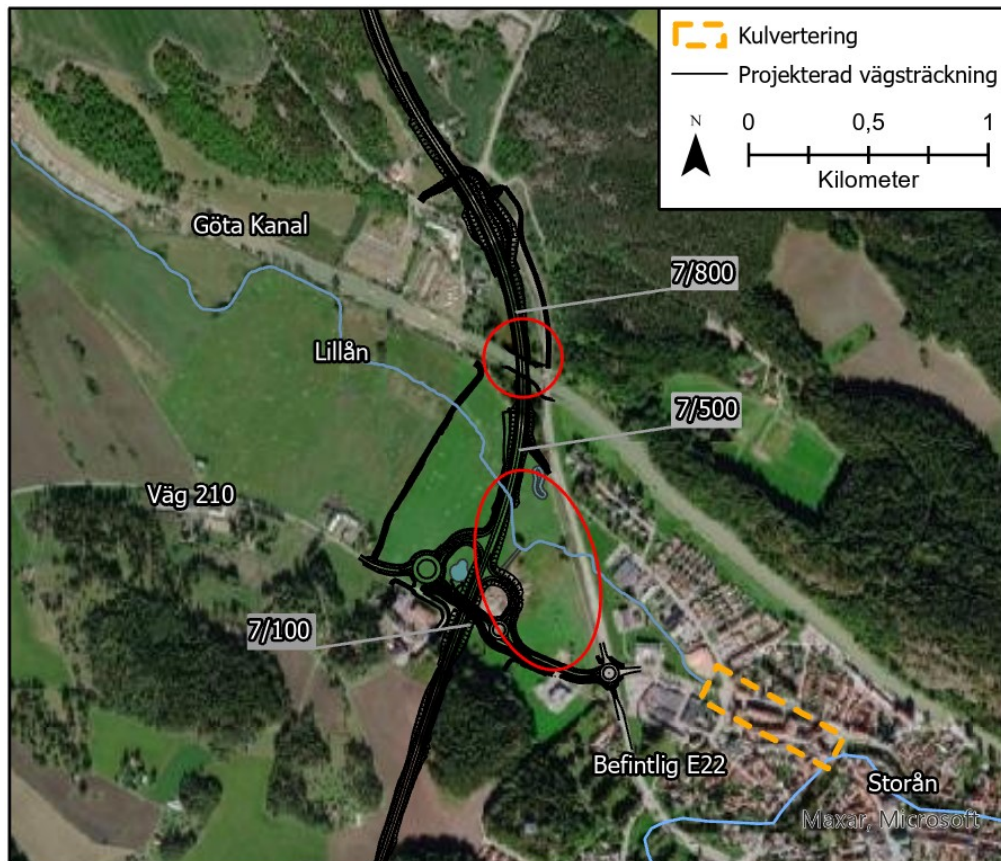 Kulvertering
Projekterad vägsträckning
N
0 0,5 1
Kilometer
Göta Kanal
7/800
Lillån
7/500
Väg 210
7/100
Befintlig E22
Storån
Maxar, Microsoft